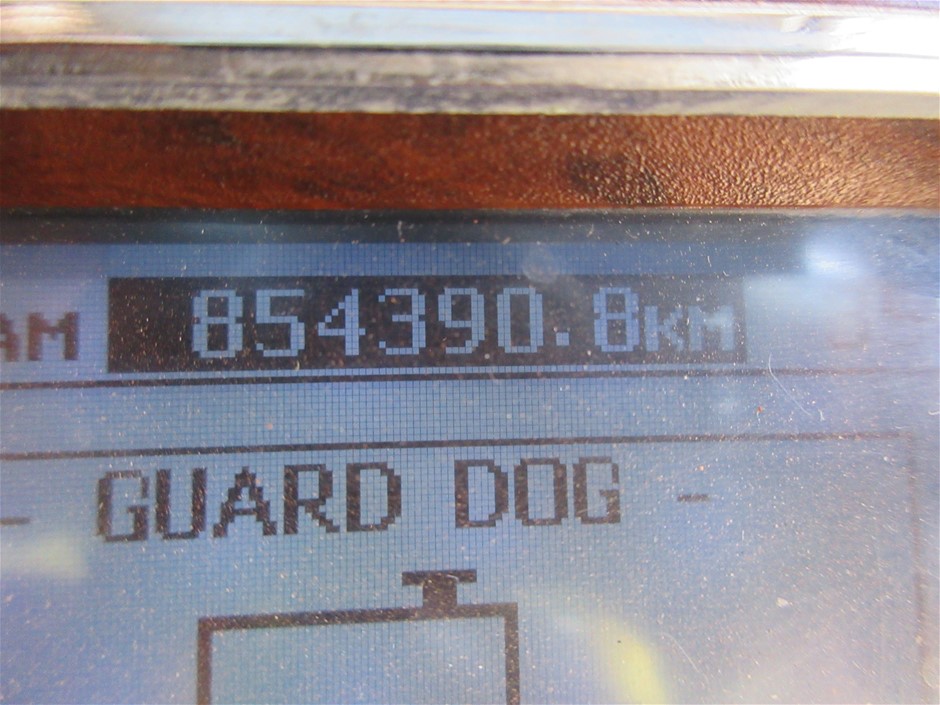 AM 854390.8KM
- GUARD DOG -